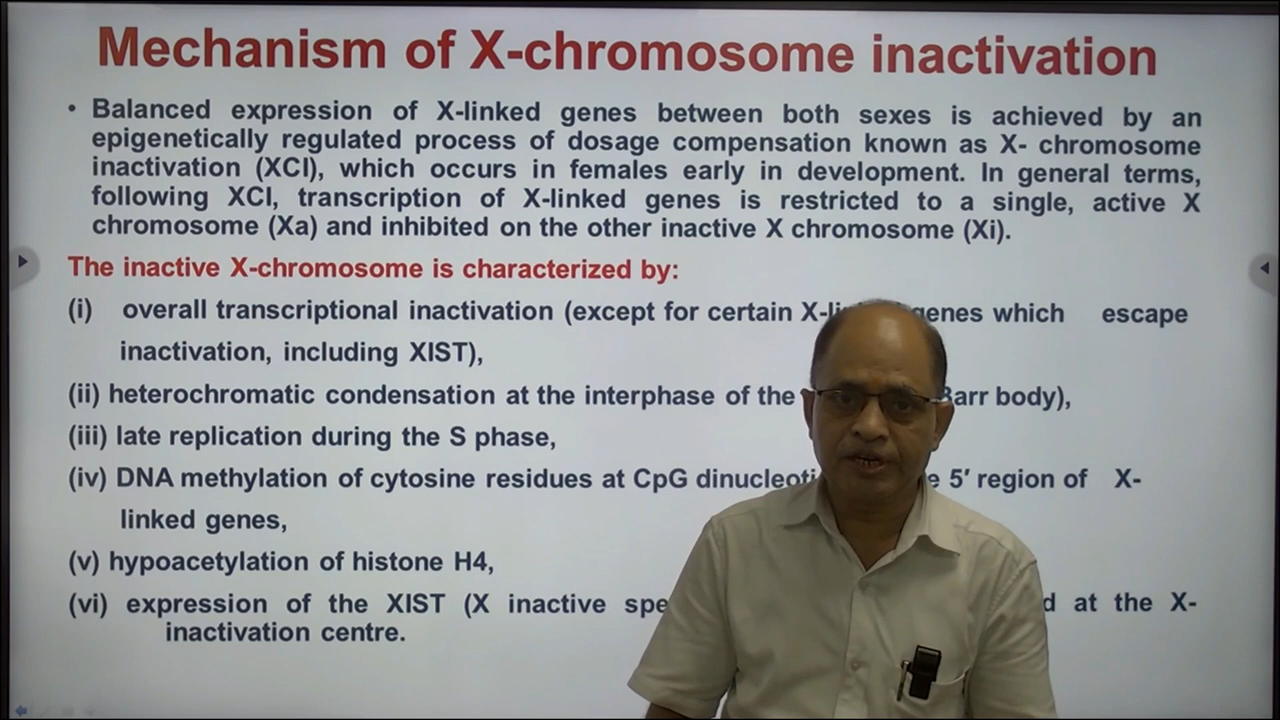 Mechanism of X-chromosome inactivation
• Balanced expression of X-linked genes between both sexes is achieved by an
epigenetically regulated process of dosage compensation known as X- chromosome
inactivation (XCI), which occurs in females early in development. In general terms,
following XCI, transcription of X-linked genes is restricted to a single, active X
chromosome (Xa) and inhibited on the other inactive X chromosome (Xi).
The inactive X-chromosome is characterized by:
(i) overall transcriptional inactivation (except for certain genes which escape
inactivation, including XIST),
(ii) heterochromatic condensation at the interphase of the Barr body),
(iii) late replication during the S phase,
(iv) DNA methylation of cytosine residues at CpG 5′ region of X-
linked genes,
(v) hypoacetylation of histone H4,
(vi) expression of the XIST (X inactive at the X-
inactivation centre.